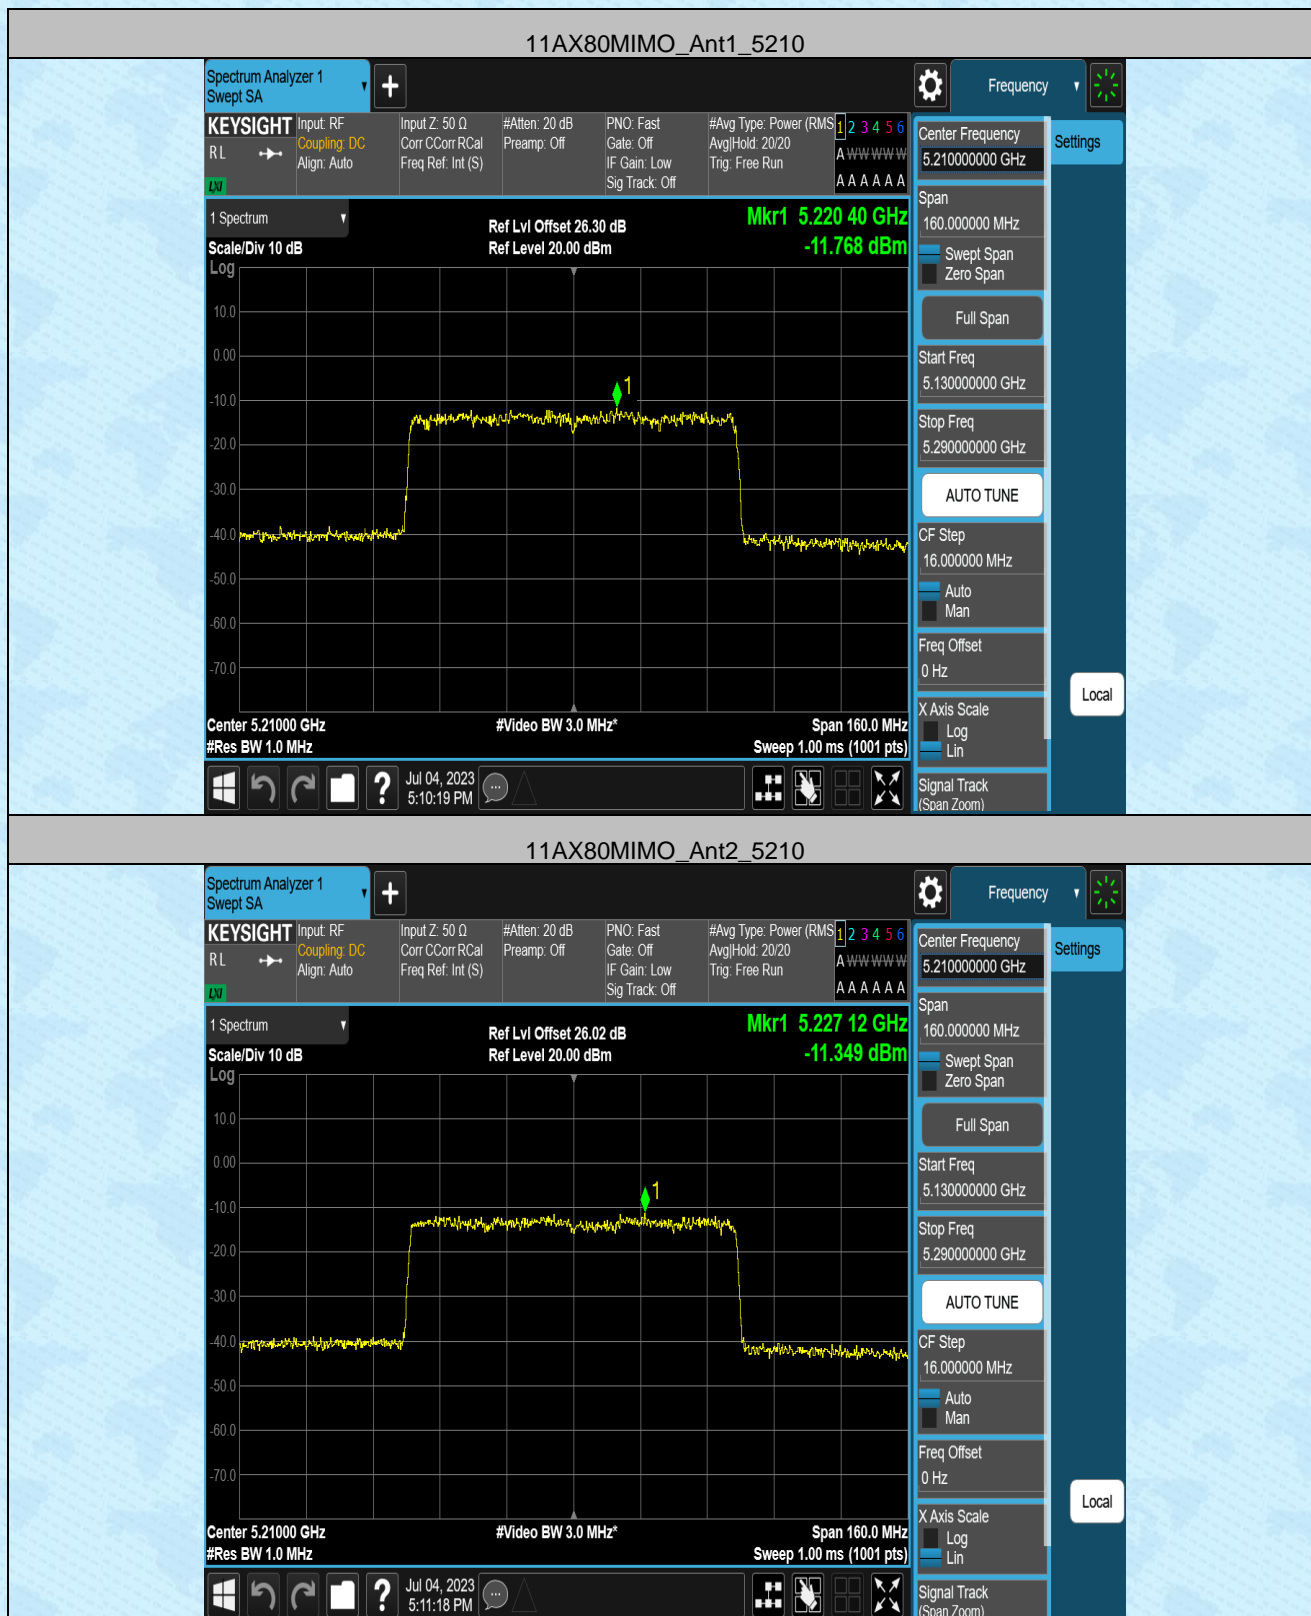 11AX80MIMO_Ant1_5210
Spectrum Analyzer 1
Swept SA
+
Frequency
KEYSIGHT
R L
LXI
Input: RF
Coupling: DC
Align: Auto
Input Z: 50 Ω
Corr CCorr RCal
Freq Ref: Int (S)
#Atten: 20 dB
Preamp: Off
PNO: Fast
Gate: Off
IF Gain: Low
Sig Track: Off
#Avg Type: Power (RMS
Avg|Hold: 20/20
Trig: Free Run
1 2 3 4 5 6
A W W W W W
A A A A A A
Center Frequency
5.210000000 GHz
Settings
Span
160.000000 MHz
Swept Span
Zero Span
Full Span
Start Freq
5.130000000 GHz
Stop Freq
5.290000000 GHz
AUTO TUNE
CF Step
16.000000 MHz
Auto
Man
Freq Offset
0 Hz
X Axis Scale
Log
Lin
Signal Track
(Span Zoom)
Local
1 Spectrum
Scale/Div 10 dB
Log
Ref Lvl Offset 26.30 dB
Ref Level 20.00 dBm
Mkr1 5.220 40 GHz
-11.768 dBm
10.0
0.00
-10.0
-20.0
-30.0
-40.0
-50.0
-60.0
-70.0
1
Center 5.21000 GHz
#Res BW 1.0 MHz
#Video BW 3.0 MHz*
Span 160.0 MHz
Sweep 1.00 ms (1001 pts)
?
Jul 04, 2023
5:10:19 PM
11AX80MIMO_Ant2_5210
Spectrum Analyzer 1
Swept SA
+
Frequency
KEYSIGHT
R L
LXI
Input: RF
Coupling: DC
Align: Auto
Input Z: 50 Ω
Corr CCorr RCal
Freq Ref: Int (S)
#Atten: 20 dB
Preamp: Off
PNO: Fast
Gate: Off
IF Gain: Low
Sig Track: Off
#Avg Type: Power (RMS
Avg|Hold: 20/20
Trig: Free Run
1 2 3 4 5 6
A W W W W W
A A A A A A
Center Frequency
5.210000000 GHz
Settings
Span
160.000000 MHz
Swept Span
Zero Span
Full Span
Start Freq
5.130000000 GHz
Stop Freq
5.290000000 GHz
AUTO TUNE
CF Step
16.000000 MHz
Auto
Man
Freq Offset
0 Hz
X Axis Scale
Log
Lin
Signal Track
(Span Zoom)
Local
1 Spectrum
Scale/Div 10 dB
Log
Ref Lvl Offset 26.02 dB
Ref Level 20.00 dBm
Mkr1 5.227 12 GHz
-11.349 dBm
10.0
0.00
-10.0
-20.0
-30.0
-40.0
-50.0
-60.0
-70.0
1
Center 5.21000 GHz
#Res BW 1.0 MHz
#Video BW 3.0 MHz*
Span 160.0 MHz
Sweep 1.00 ms (1001 pts)
?
Jul 04, 2023
5:11:18 PM